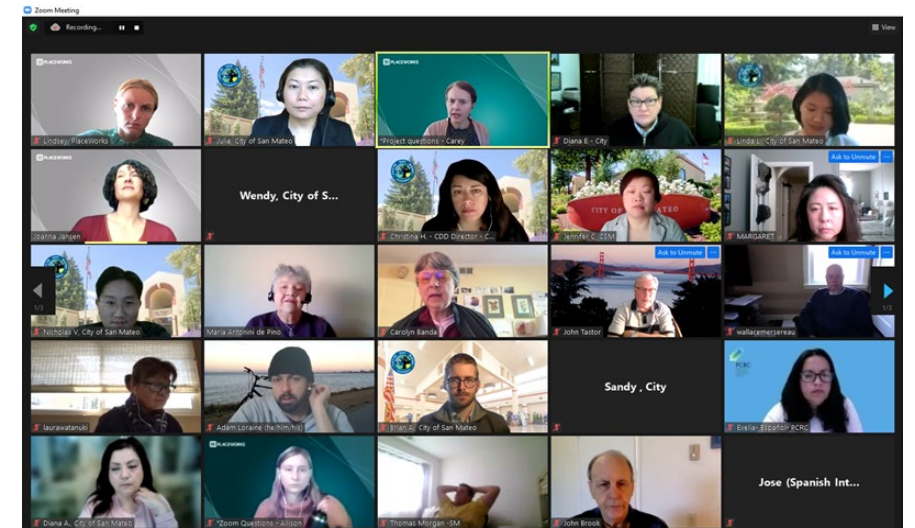 Zoom Meeting
Recording...
View
PLACEWORKS
Lindsey, PlaceWorks
Julia, City of San Mateo
PLACEWORKS
*Project questions - Carey
Diana E - City
Linda L, City of San Mateo
PLACEWORKS
Joanna Jansen
Wendy, City of S...
Christina H. - CDD Director - C...
CITY OF
MATEO
Jennifer C, CSM
Ask to Unmute
MARGARET
1/3
Nicholas V, City of San Mateo
Maria Antonini de Pino
Carolyn Banda
Ask to Unmute
John Tastor
Ask to Unmute
wallacemersereau
1/3
laurawatanuki
Adam Loraine (he/him/his)
Brian A., City of San Mateo
Sandy , City
PCRC
Evelia- Español- PCRC
Diana A, City of San Mateo
PLACEWORKS
*Zoom Questions - Allison
Thomas Morgan -SM
John Brook
Jose (Spanish Int...